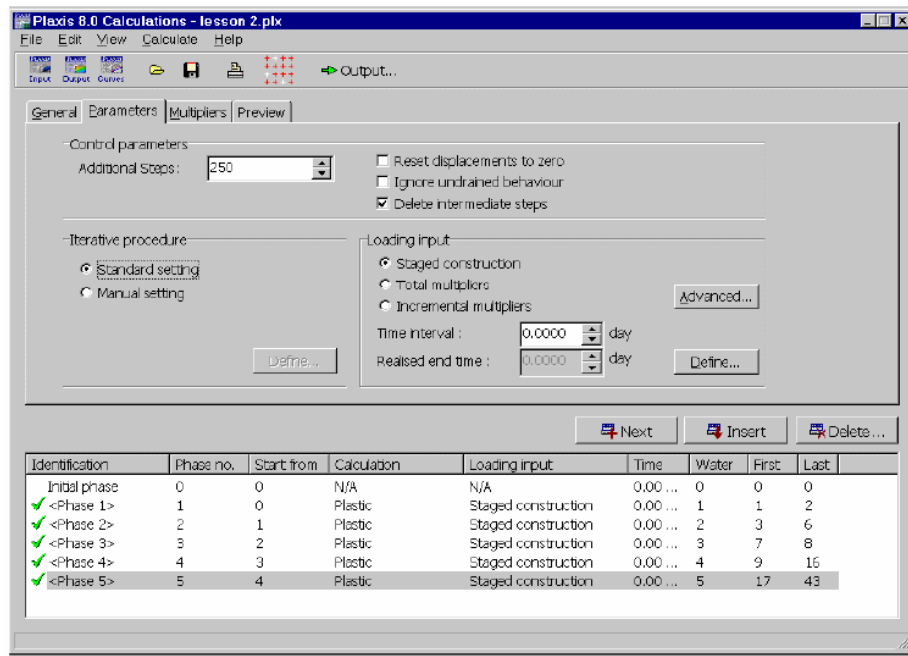 Plaxis 8.0 Calculations - lesson 2.plx
File Edit View Calculate Help
Input Output Curves Output...
General Parameters Multipliers Preview
Control parameters
Additional Steps: 250
Reset displacements to zero
Ignore undrained behaviour
Delete intermediate steps
Iterative procedure
Standard setting
Manual setting
Define...
Loading input
Staged construction
Total multipliers
Incremental multipliers
Advanced...
Time interval : 0.0000 day
Realised end time : 0.0000 day
Define...
Next Insert Delete...
Identification Phase no. Start from Calculation Loading input Time Water First Last
Initial phase 0 0 N/A N/A 0.00 ... 0 0 0
<Phase 1> 1 0 Plastic Staged construction 0.00 ... 1 1 2
<Phase 2> 2 1 Plastic Staged construction 0.00 ... 2 3 6
<Phase 3> 3 2 Plastic Staged construction 0.00 ... 3 7 8
<Phase 4> 4 3 Plastic Staged construction 0.00 ... 4 9 16
<Phase 5> 5 4 Plastic Staged construction 0.00 ... 5 17 43